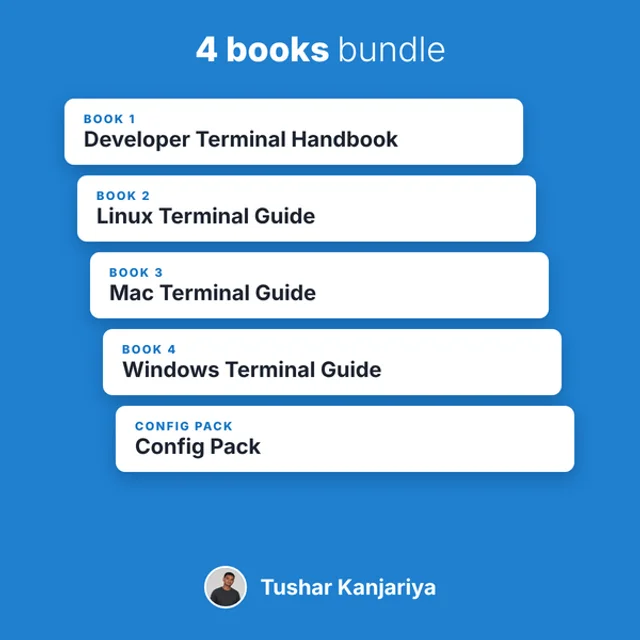 4 books bundle
BOOK 1
Developer Terminal Handbook
BOOK 2
Linux Terminal Guide
BOOK 3
Mac Terminal Guide
BOOK 4
Windows Terminal Guide
CONFIG PACK
Config Pack
Tushar Kanjariya